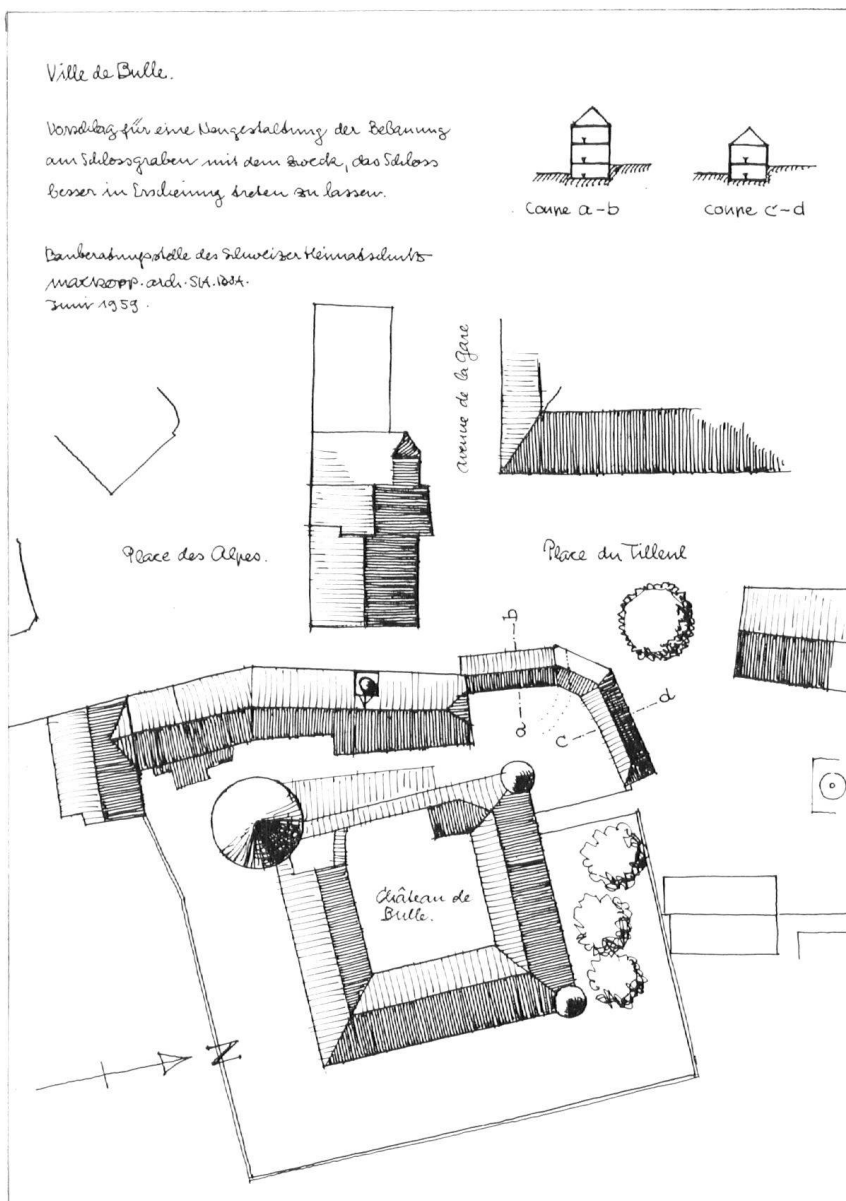 Ville de Bulle.
Vorschlag für eine Neugestaltung der Bebauung
am Schlossgraben mit dem Zweck, das Schloss
besser in Erscheinung treten zu lassen.
Bauberatungsstelle des Schweizer Heimatschutz
max kopp. arch. SIA. BSA.
Juni 1959.
coupe a-b
coupe c-d
avenue de la gare
Place des Alpes.
Place du Tilleul
b
a
c
d
Château de
Bulle.
N